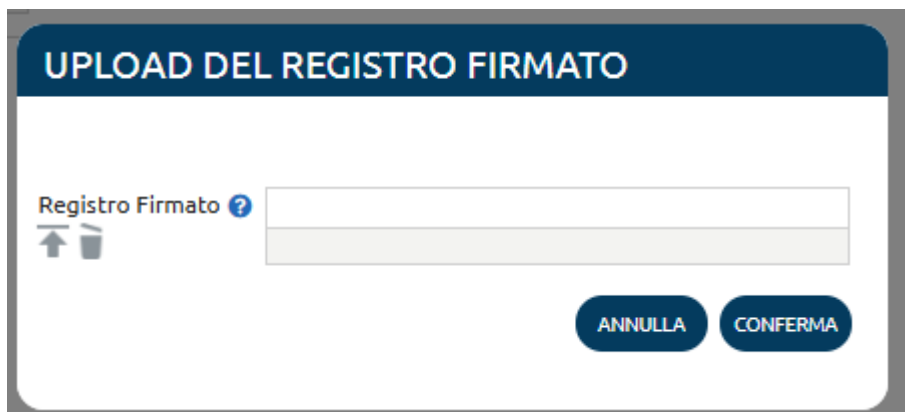 UPLOAD DEL REGISTRO FIRMATO
Registro Firmato ?
ANNULLA CONFERMA